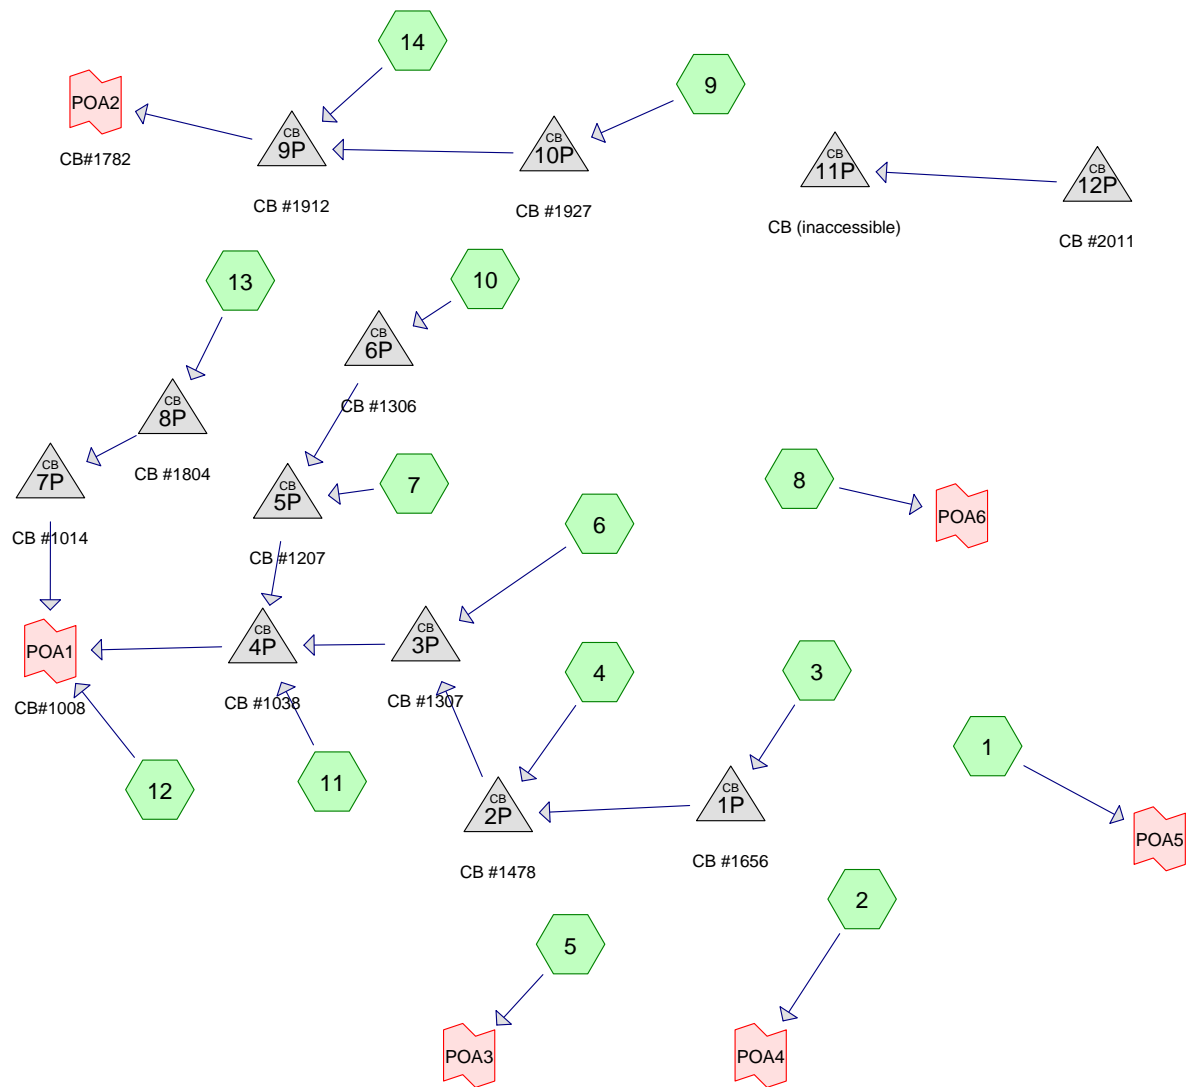 14
POA2
CB#1782
CB
9P
CB #1912
CB
10P
CB #1927
9
CB
11P
CB (inaccessible)
CB
12P
CB #2011
13
10
CB
6P
CB #1306
CB
8P
CB #1804
CB
7P
CB #1014
CB
5P
CB #1207
7
8
POA6
6
POA1
CB#1008
CB
4P
CB #1038
CB
3P
CB #1307
4
3
12
11
CB
2P
CB #1478
CB
1P
CB #1656
1
POA5
5
2
POA3
POA4